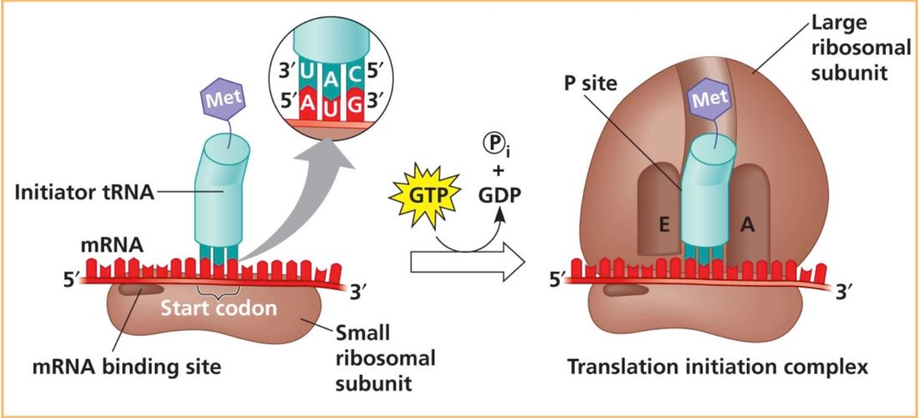 3′ U A C 5′
5′ A U G 3′
Met
Initiator tRNA
mRNA
5′
3′
Start codon
mRNA binding site
Small
ribosomal
subunit
Pi
+
GTP
GDP
Large
ribosomal
subunit
P site
Met
E
A
5′
3′
Translation initiation complex